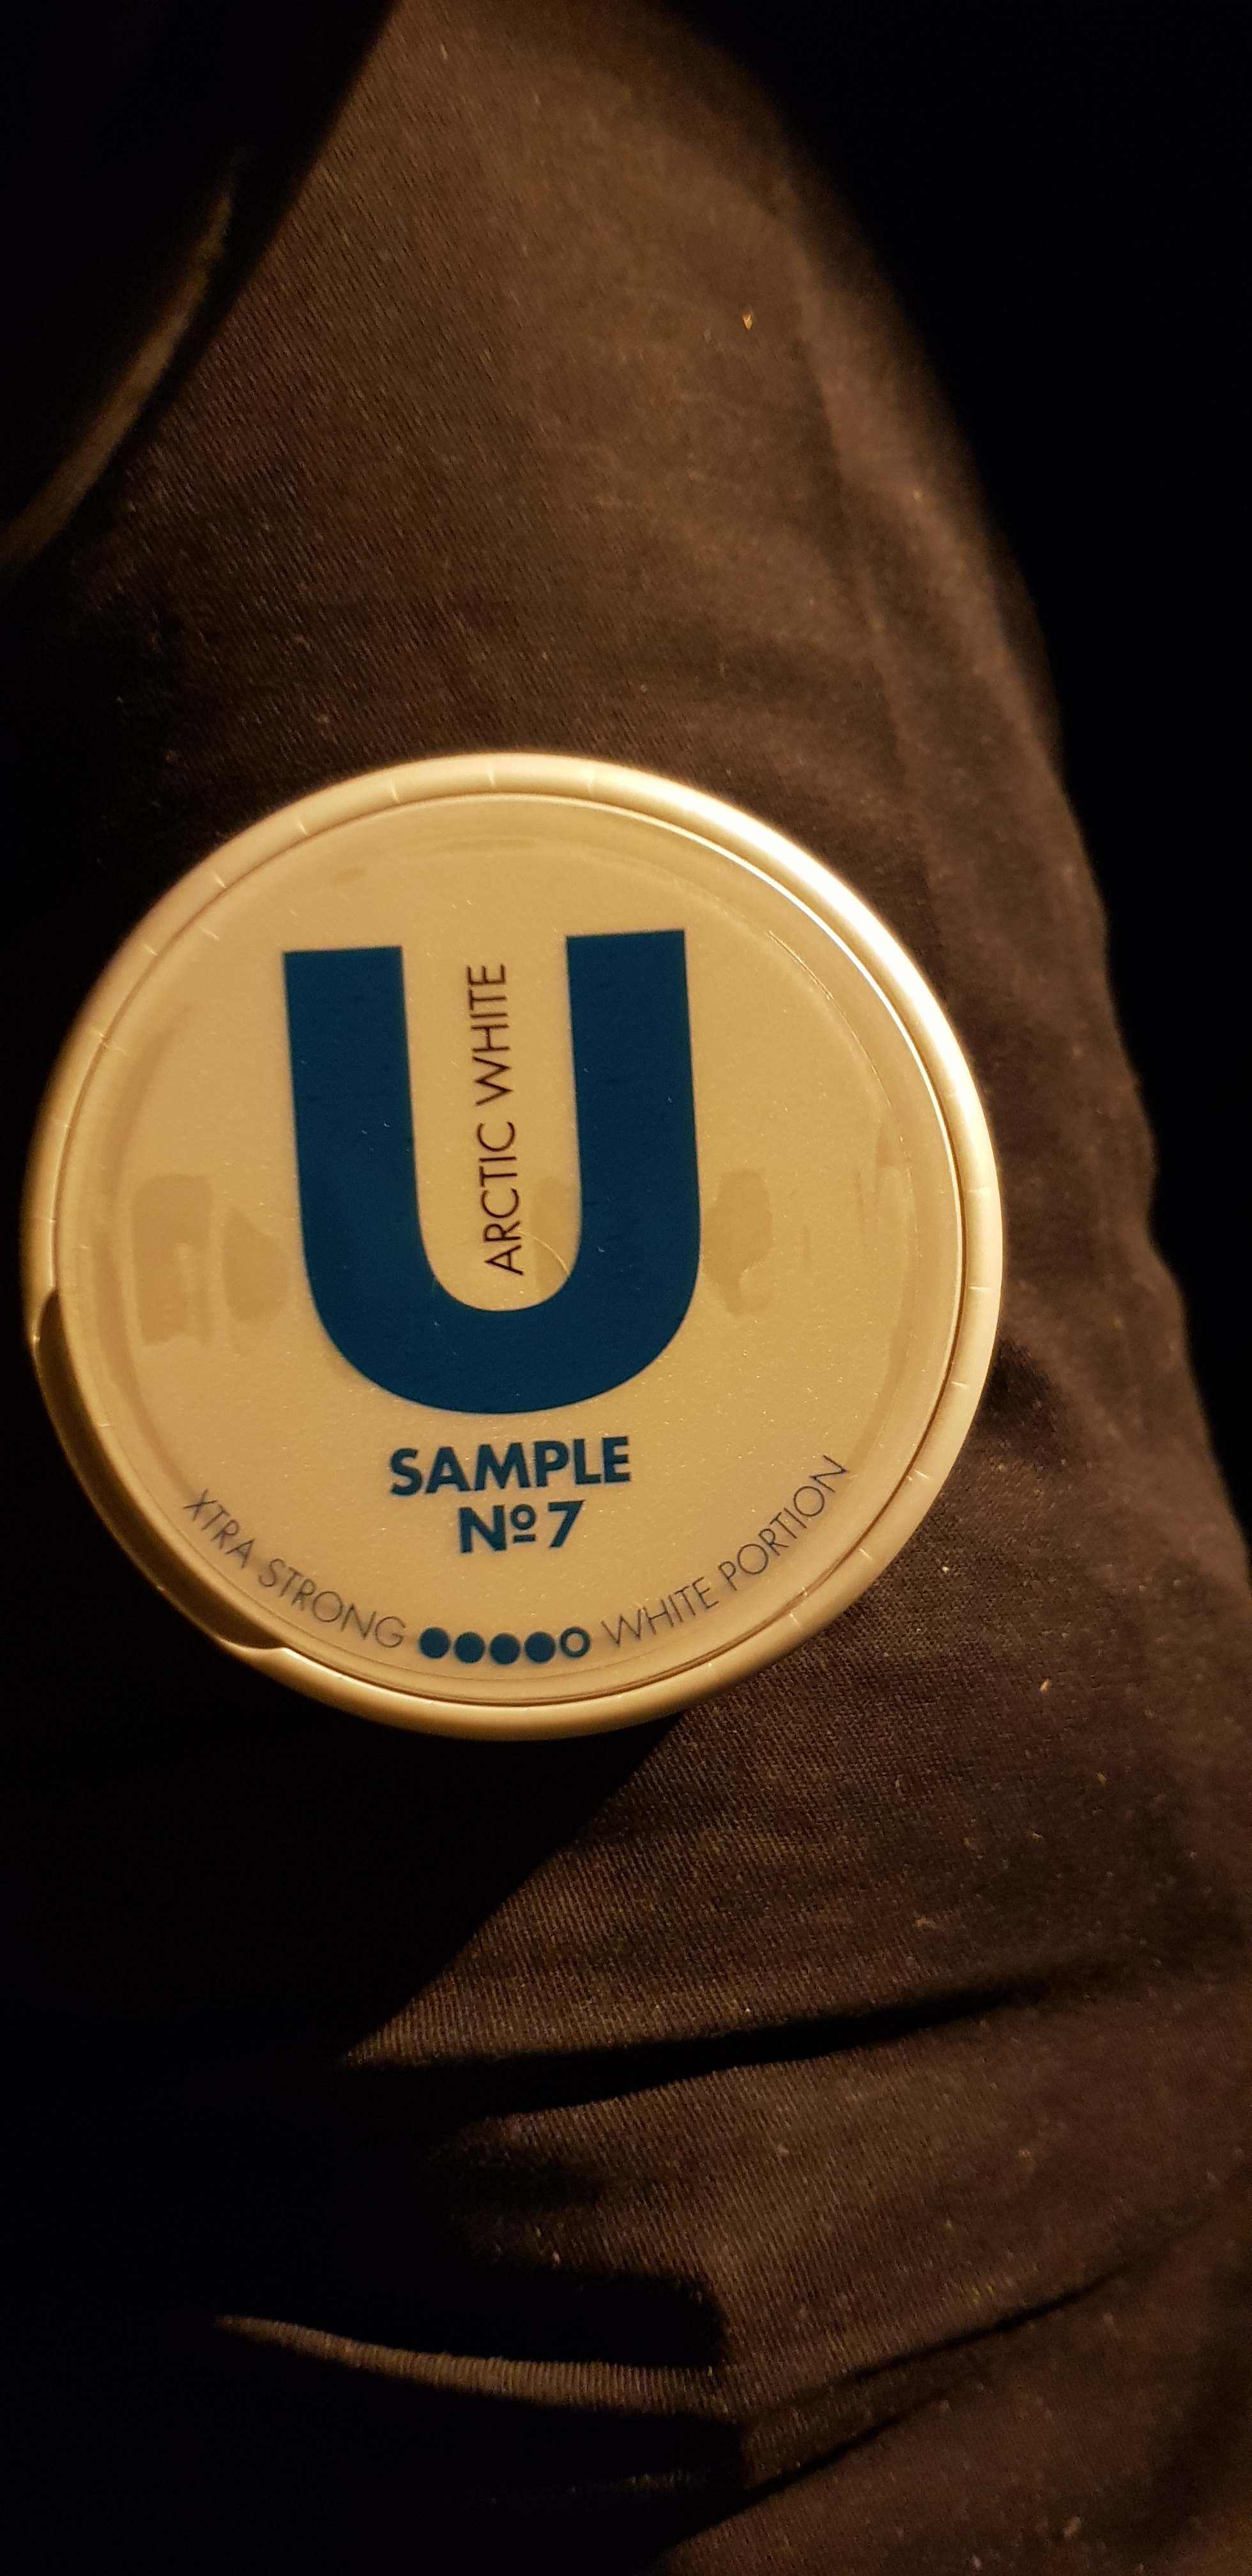 U
ARCTIC WHITE
SAMPLE
Nº7
XTRA STRONG WHITE PORTION